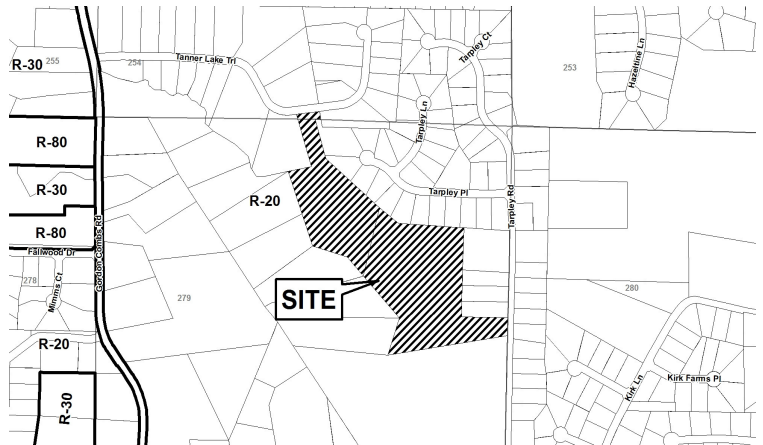 Tanner Lake Trl
Tarpley Ct
Hazeltine Ln
R-30
255
254
253
Tarpley Ln
R-80
R-30
Tarpley Pl
Tarpley Rd
R-20
R-80
Gordon Combs Rd
Fallwood Dr
278
Mimms Ct
279
SITE
280
R-20
Kirk Ln
Kirk Farms Pl
R-30